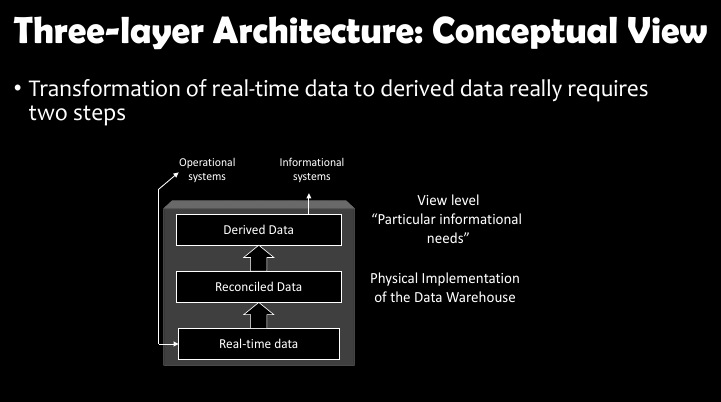 Three-layer Architecture: Conceptual View
• Transformation of real-time data to derived data really requires
two steps
Operational
systems
Informational
systems
Derived Data
View level
“Particular informational
needs”
Reconciled Data
Physical Implementation
of the Data Warehouse
Real-time data